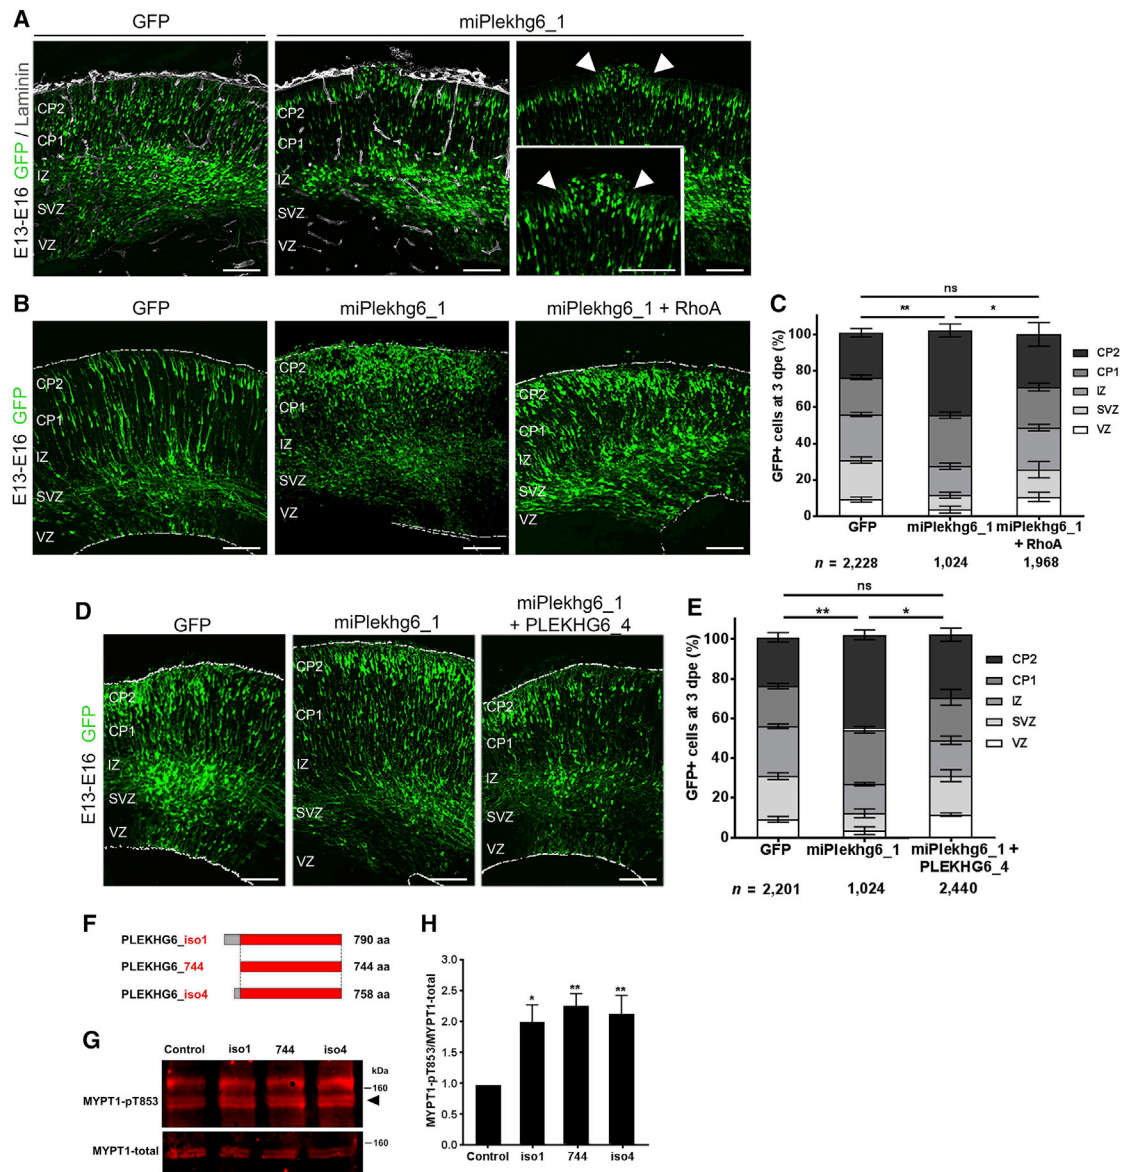 A
GFP
miPlekhg6_1
E13-E16 GFP / Laminin
CP2
CP1
IZ
SVZ
VZ
CP2
CP1
IZ
SVZ
VZ
B
GFP
miPlekhg6_1
miPlekhg6_1 + RhoA
E13-E16 GFP
CP2
CP1
IZ
SVZ
VZ
CP2
CP1
IZ
SVZ
VZ
CP2
CP1
IZ
SVZ
VZ
C
ns
**
*
GFP+ cells at 3 dpe (%)
100
80
60
40
20
0
CP2
CP1
IZ
SVZ
VZ
GFP
miPlekhg6_1
miPlekhg6_1
+ RhoA
n = 2,228
1,024
1,968
D
GFP
miPlekhg6_1
miPlekhg6_1
+ PLEKHG6_4
E13-E16 GFP
CP2
CP1
IZ
SVZ
VZ
CP2
CP1
IZ
SVZ
VZ
CP2
CP1
IZ
SVZ
VZ
E
ns
**
*
GFP+ cells at 3 dpe (%)
100
80
60
40
20
0
CP2
CP1
IZ
SVZ
VZ
GFP
miPlekhg6_1
miPlekhg6_1 +
PLEKHG6_4
n = 2,201
1,024
2,440
F
PLEKHG6_iso1
790 aa
PLEKHG6_744
744 aa
PLEKHG6_iso4
758 aa
G
Control
iso1
744
iso4
kDa
MYPT1-pT853
160
MYPT1-total
160
H
MYPT1-pT853/MYPT1-total
3.0
2.5
2.0
1.5
1.0
0.5
0.0
*
**
**
Control
iso1
744
iso4